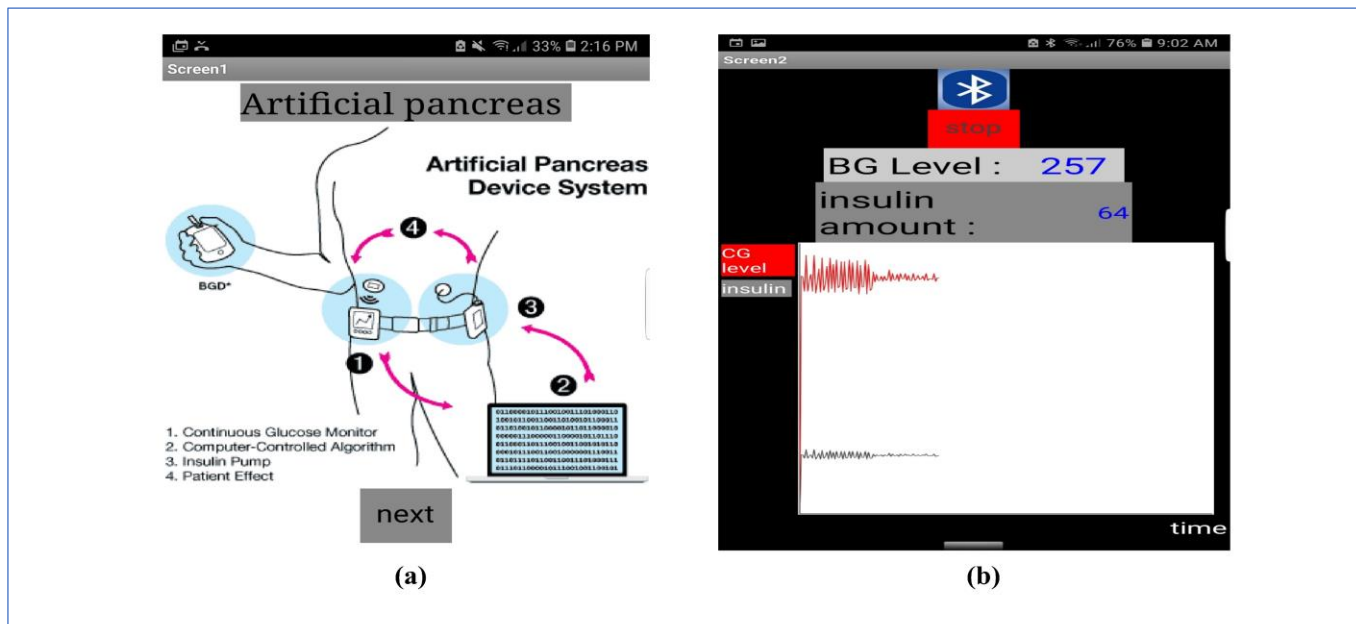 33% 2:16 PM
Screen1
Artificial pancreas
Artificial Pancreas
Device System
4
BGD*
3
1
2
0110000101110010011101000110
1. Continuous Glucose Monitor
2. Computer-Controlled Algorithm
3. Insulin Pump
4. Patient Effect
next
(a)
76% 9:02 AM
Screen2
stop
BG Level : 257
insulin
amount :
64
CG
level
insulin
time
(b)